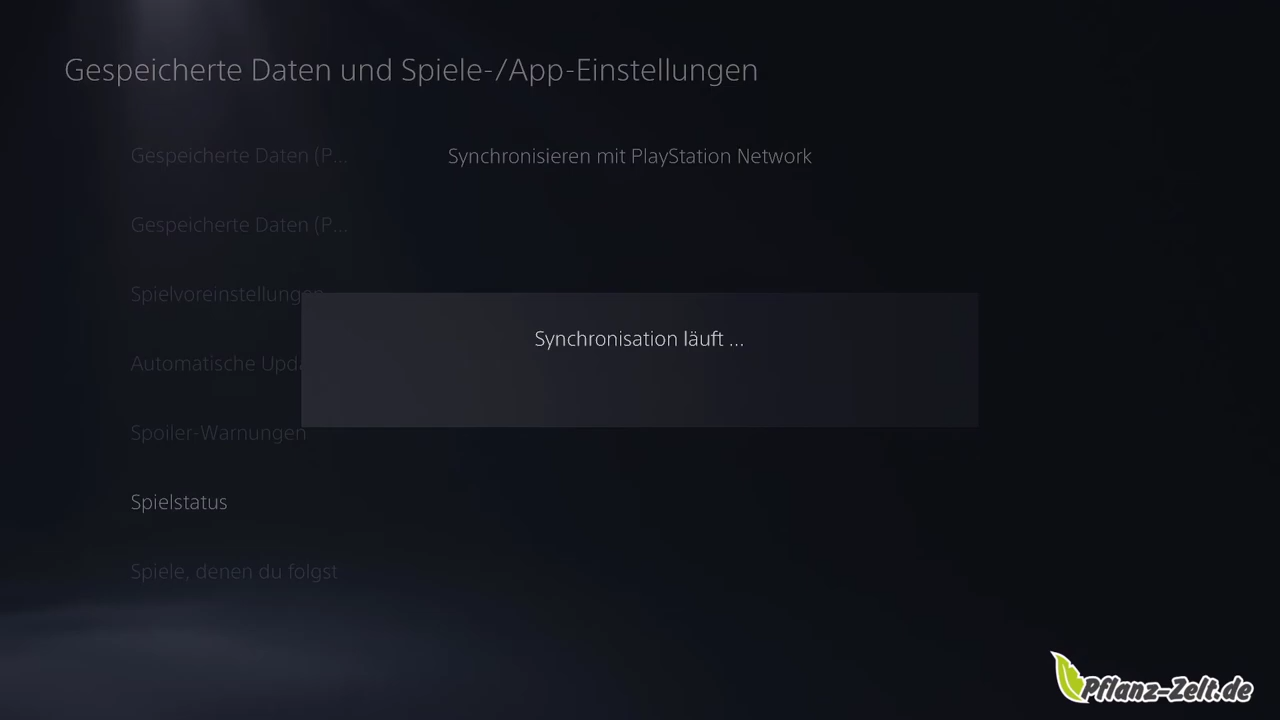 Gespeicherte Daten und Spiele-/App-Einstellungen
Gespeicherte Daten (P...
Synchronisieren mit PlayStation Network
Gespeicherte Daten (P...
Spielvoreinstellungen
Synchronisation läuft ...
Automatische Upda
Spoiler-Warnungen
Spielstatus
Spiele, denen du folgst
Pflanz-Zelt.de